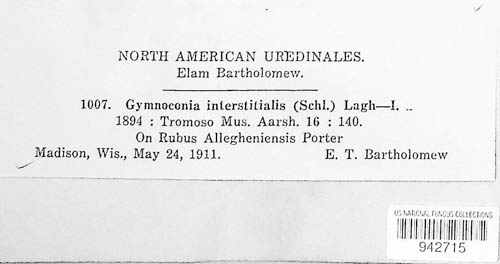 NORTH AMERICAN UREDINALES.
Elam Bartholomew.
1007. Gymnoconia interstitialis (Schl.) Lagh—I. ..
1894 : Tromoso Mus. Aarsh. 16 : 140.
On Rubus Allegheniensis Porter
Madison, Wis., May 24, 1911. E. T. Bartholomew
US NATIONAL FUNGUS COLLECTIONS
942715